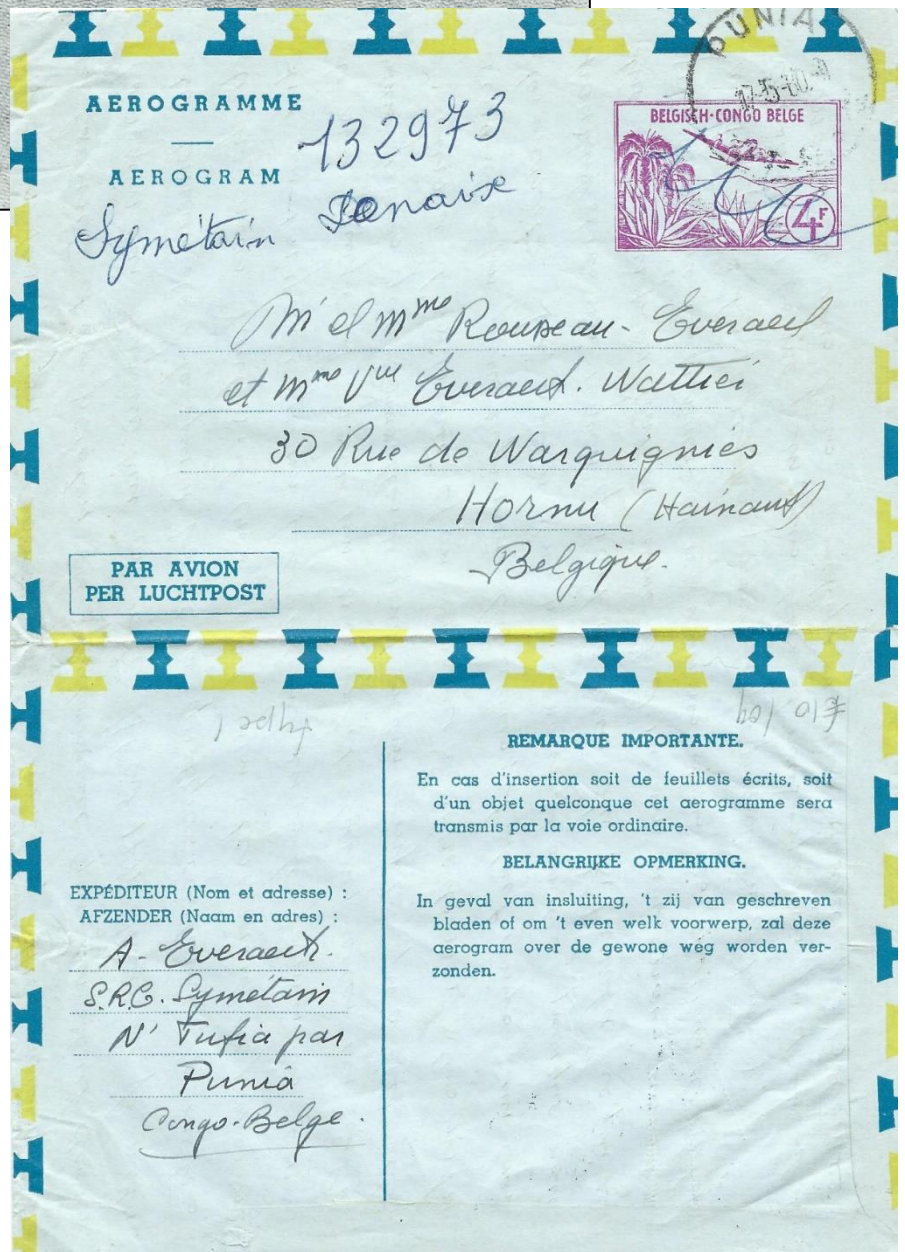 AEROGRAMME
AEROGRAM
132973
Symétain
PUNIA
BELGISCH-CONGO BELGE
4F
Mr et Mme Rousseau-Everaert
et Mme Vve Everaert. Wattiei
30 Rue de Warquignies
Hornu (Hainaut)
Belgique.
PAR AVION
PER LUCHTPOST
type 1
REMARQUE IMPORTANTE.
En cas d'insertion soit de feuillets écrits, soit
d'un objet quelconque cet aerogramme sera
transmis par la voie ordinaire.
BELANGRIJKE OPMERKING.
In geval van insluiting, 't zij van geschreven
bladen of om 't even welk voorwerp, zal deze
aerogram over de gewone weg worden ver-
zonden.
EXPÉDITEUR (Nom et adresse) :
AFZENDER (Naam en adres) :
A. Everaert.
S.R.C. Symétain
N' Tufia par
Punia
Congo-Belge.